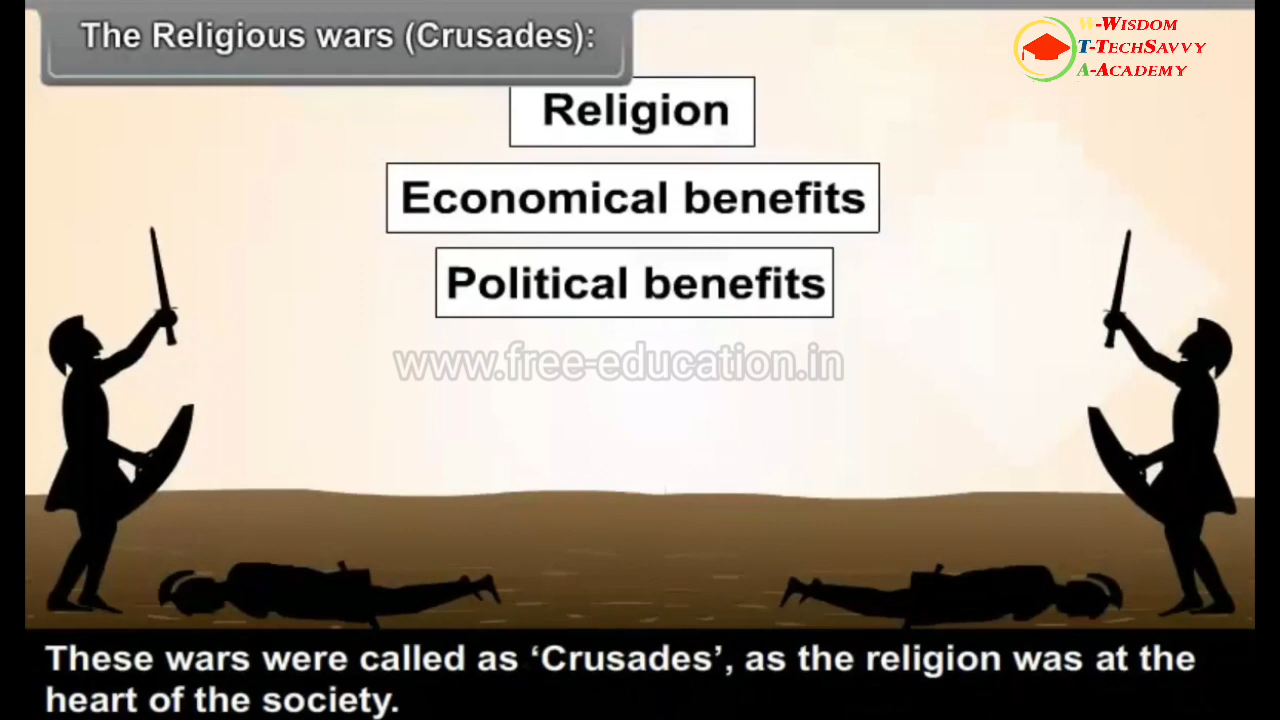 The Religious wars (Crusades):
W-Wisdom
T-TechSavvy
A-Academy
Religion
Economical benefits
Political benefits
www.free-education.in
These wars were called as ‘Crusades’, as the religion was at the
heart of the society.